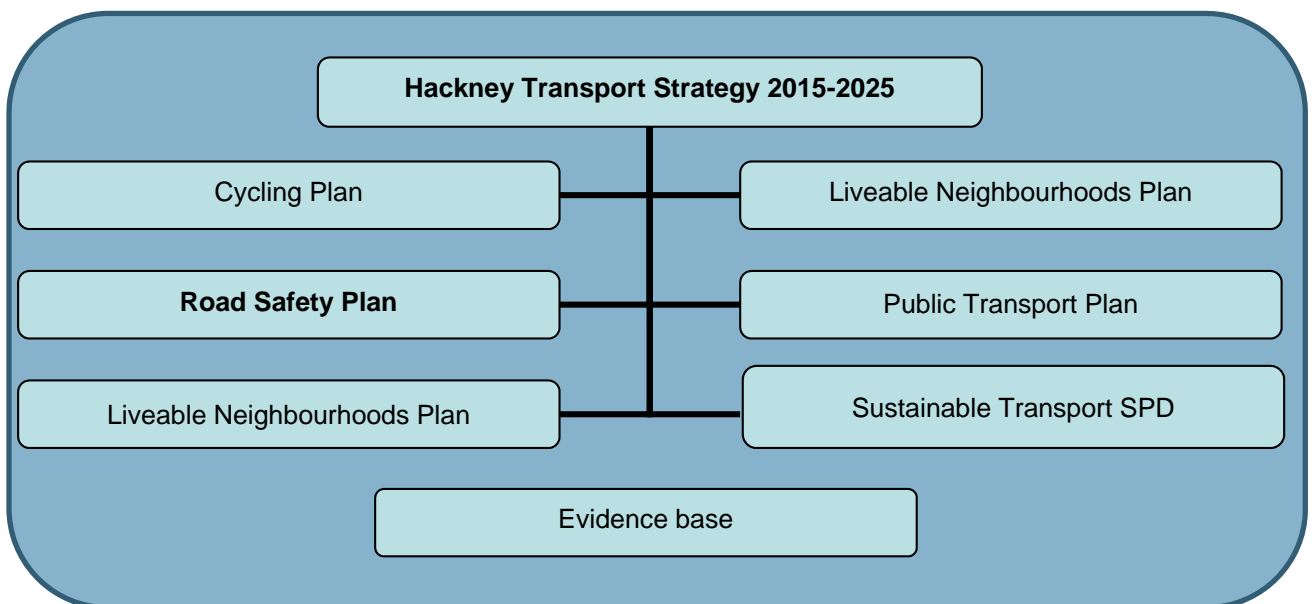 Hackney Transport Strategy 2015-2025
Cycling Plan
Liveable Neighbourhoods Plan
Road Safety Plan
Public Transport Plan
Liveable Neighbourhoods Plan
Sustainable Transport SPD
Evidence base